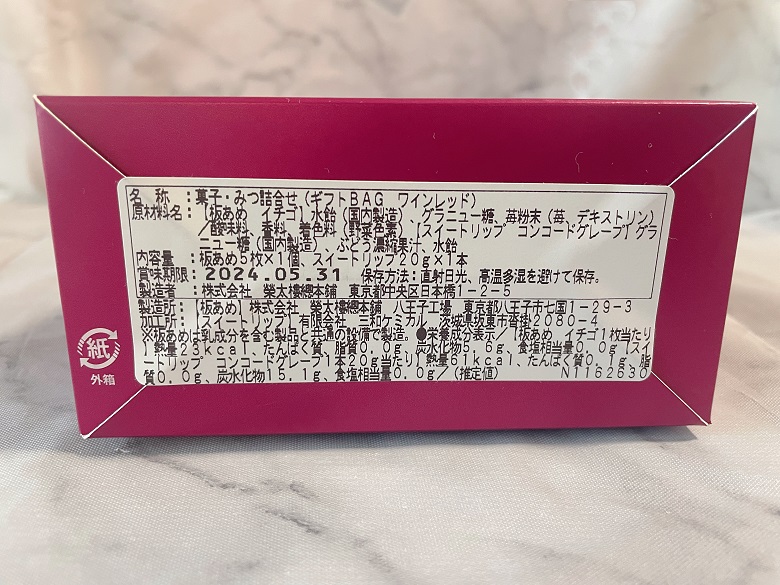 名 称：菓子・みつ詰合せ（ギフトBAG ワインレッド）
原材料名：【板あめ イチゴ】水飴（国内製造）、グラニュー糖、苺粉末（苺、デキストリン）
／酸味料、香料、着色料（野菜色素）【スイートリップ コンコードグレープ】グラ
ニュー糖（国内製造）、ぶどう濃縮果汁、水飴
内容量：板あめ5枚×1個、スイートリップ20g×1本
賞味期限：2024.05.31 保存方法：直射日光、高温多湿を避けて保存。
製造者：株式会社 榮太樓總本鋪 東京都中央区日本橋1-2-5
製造所：【板あめ】株式会社 榮太樓總本鋪 八王子工場 東京都八王子市七国1-29-3
加工所：【スイートリップ】有限会社 三和ケミカル 茨城県坂東市沓掛2080-4
※板あめは乳成分を含む製品と共通の設備で製造。●栄養成分表示／【板あめ イチゴ1枚当たり】
熱量23kcal、たんぱく質 脂質0.0g、炭水化物5.6g、食塩相当量0.0g【スイ
ートリップ コンコードグレープ1本20g当たり】熱量61kcal、たんぱく質0.1g、脂
質0.0g、炭水化物15.1g、食塩相当量0.0g／（推定値） N1162630
紙
外箱